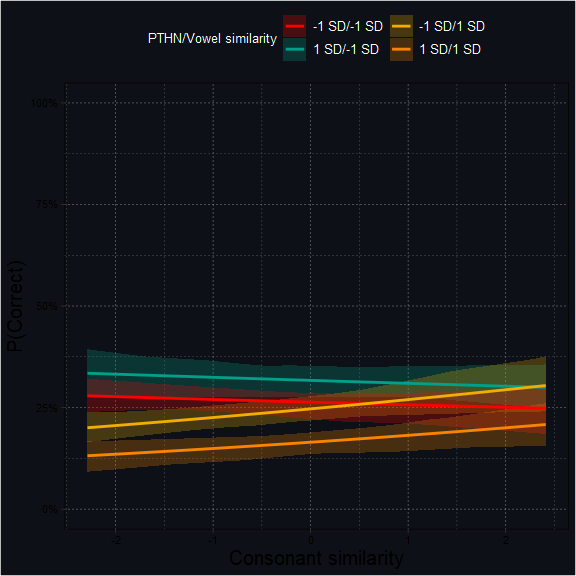 PTHN/Vowel similarity
-1 SD/-1 SD
-1 SD/1 SD
1 SD/-1 SD
1 SD/1 SD
100%
75%
50%
25%
0%
P(Correct)
-2
-1
0
1
2
Consonant similarity